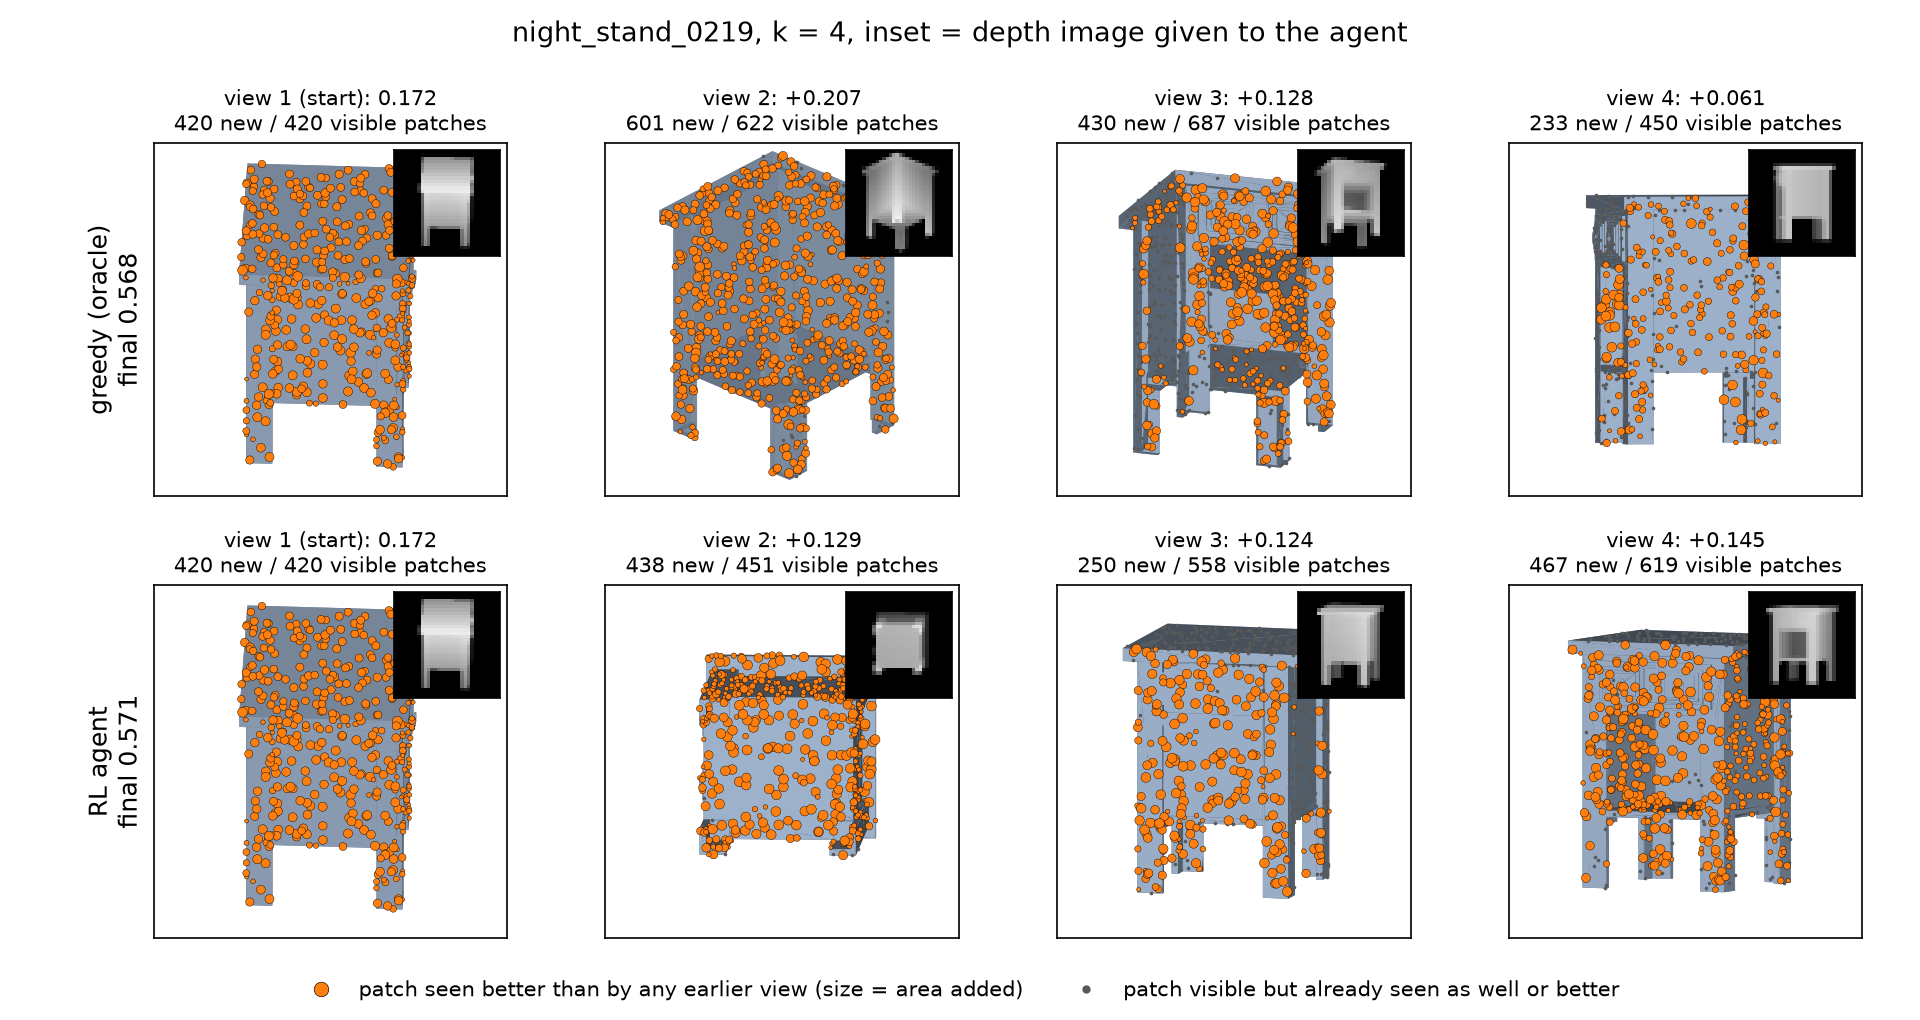 night_stand_0219, k = 4, inset = depth image given to the agent
view 1 (start): 0.172
420 new / 420 visible patches
view 2: +0.207
601 new / 622 visible patches
view 3: +0.128
430 new / 687 visible patches
view 4: +0.061
233 new / 450 visible patches
greedy (oracle)
final 0.568
view 1 (start): 0.172
420 new / 420 visible patches
view 2: +0.129
438 new / 451 visible patches
view 3: +0.124
250 new / 558 visible patches
view 4: +0.145
467 new / 619 visible patches
RL agent
final 0.571
patch seen better than by any earlier view (size = area added)
patch visible but already seen as well or better